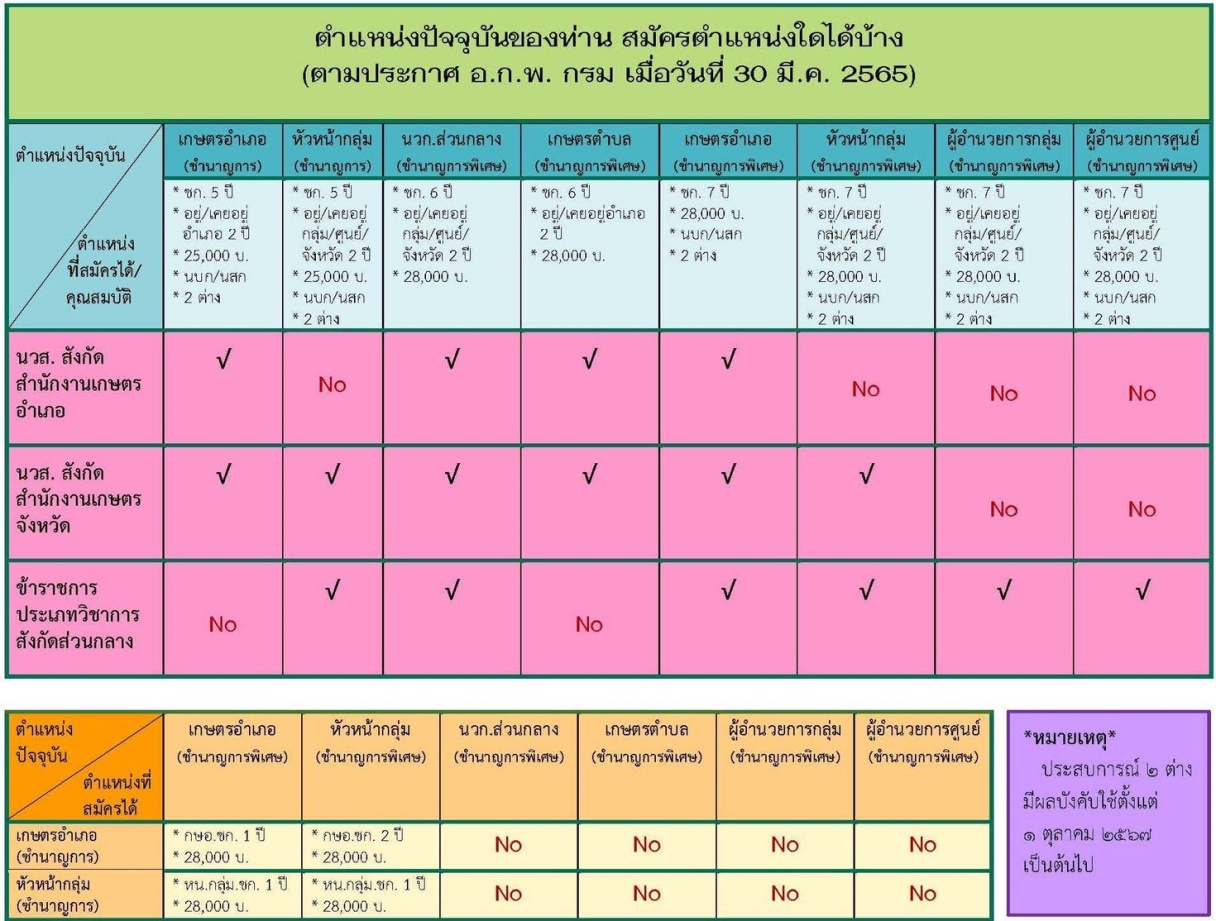 ตำแหน่งปัจจุบันของท่าน สมัครตำแหน่งใดได้บ้าง
(ตามประกาศ อ.ก.พ. กรม เมื่อวันที่ 30 มี.ค. 2565)
ตำแหน่งปัจจุบัน
ตำแหน่ง
ที่สมัครได้/
คุณสมบัติ
เกษตรอำเภอ
(ชำนาญการ)
หัวหน้ากลุ่ม
(ชำนาญการ)
นวก.ส่วนกลาง
(ชำนาญการพิเศษ)
เกษตรตำบล
(ชำนาญการพิเศษ)
เกษตรอำเภอ
(ชำนาญการพิเศษ)
หัวหน้ากลุ่ม
(ชำนาญการพิเศษ)
ผู้อำนวยการกลุ่ม
(ชำนาญการพิเศษ)
ผู้อำนวยการศูนย์
(ชำนาญการพิเศษ)
* ชก. 5 ปี
* อยู่/เคยอยู่
อำเภอ 2 ปี
* 25,000 บ.
* นบก/นสก
* 2 ต่าง
* ชก. 5 ปี
* อยู่/เคยอยู่
กลุ่ม/ศูนย์/
จังหวัด 2 ปี
* 25,000 บ.
* นบก/นสก
* 2 ต่าง
* ชก. 6 ปี
* อยู่/เคยอยู่
กลุ่ม/ศูนย์/
จังหวัด 2 ปี
* 28,000 บ.
* ชก. 6 ปี
* อยู่/เคยอยู่อำเภอ
2 ปี
* 28,000 บ.
* ชก. 7 ปี
* 28,000 บ.
* นบก/นสก
* 2 ต่าง
* ชก. 7 ปี
* อยู่/เคยอยู่
กลุ่ม/ศูนย์/
จังหวัด 2 ปี
* 28,000 บ.
* นบก/นสก
* 2 ต่าง
* ชก. 7 ปี
* อยู่/เคยอยู่
กลุ่ม/ศูนย์/
จังหวัด 2 ปี
* 28,000 บ.
* นบก/นสก
* 2 ต่าง
* ชก. 7 ปี
* อยู่/เคยอยู่
กลุ่ม/ศูนย์/
จังหวัด 2 ปี
* 28,000 บ.
* นบก/นสก
* 2 ต่าง
นวส. สังกัด
สำนักงานเกษตร
อำเภอ
√ No √ √ √ No No No
นวส. สังกัด
สำนักงานเกษตร
จังหวัด
√ √ √ √ √ √ No No
ข้าราชการ
ประเภทวิชาการ
สังกัดส่วนกลาง
No √ √ No √ √ √ √
ตำแหน่ง
ปัจจุบัน
ตำแหน่งที่
สมัครได้
เกษตรอำเภอ
(ชำนาญการพิเศษ)
หัวหน้ากลุ่ม
(ชำนาญการพิเศษ)
นวก.ส่วนกลาง
(ชำนาญการพิเศษ)
เกษตรตำบล
(ชำนาญการพิเศษ)
ผู้อำนวยการกลุ่ม
(ชำนาญการพิเศษ)
ผู้อำนวยการศูนย์
(ชำนาญการพิเศษ)
เกษตรอำเภอ
(ชำนาญการ)
* กษอ.ชก. 1 ปี
* 28,000 บ.
* กษอ.ชก. 2 ปี
* 28,000 บ.
No No No No
หัวหน้ากลุ่ม
(ชำนาญการ)
* หน.กลุ่ม.ชก. 1 ปี
* 28,000 บ.
* หน.กลุ่ม.ชก. 1 ปี
* 28,000 บ.
No No No No
*หมายเหตุ*
ประสบการณ์ ๒ ต่าง
มีผลบังคับใช้ตั้งแต่
๑ ตุลาคม ๒๕๖๗
เป็นต้นไป